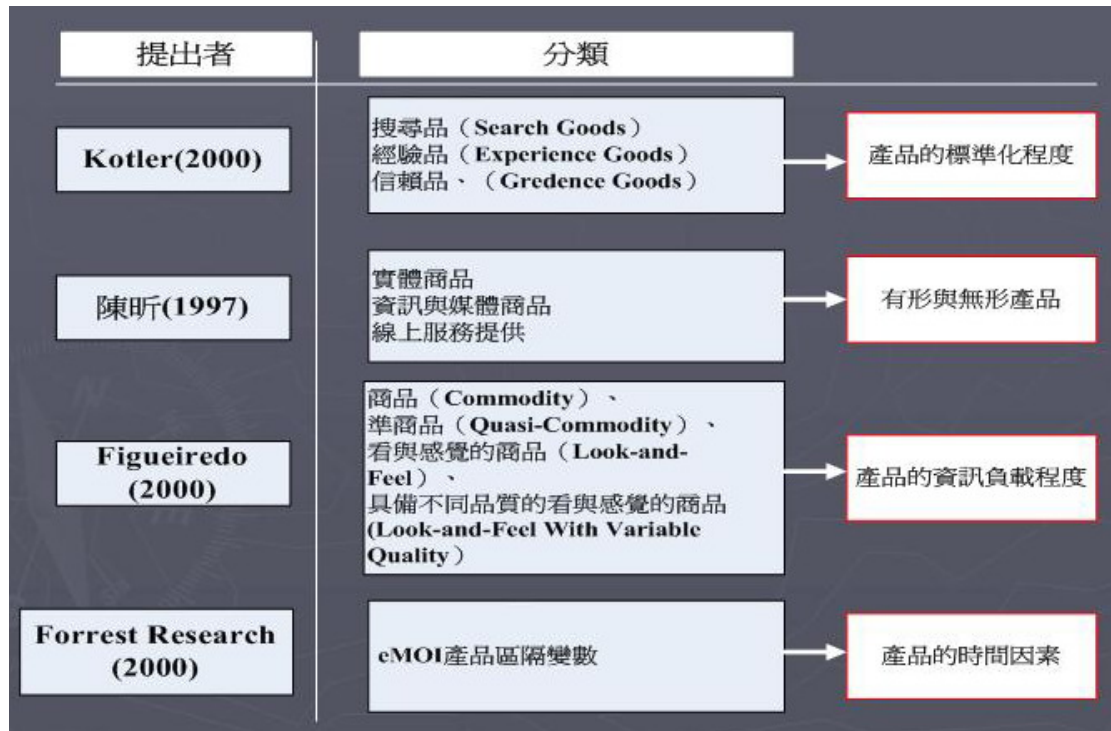 提出者
分類
Kotler(2000)
搜尋品（Search Goods）
經驗品（Experience Goods）
信賴品、（Gredence Goods）
產品的標準化程度
陳昕(1997)
實體商品
資訊與媒體商品
線上服務提供
有形與無形產品
Figueiredo
(2000)
商品（Commodity）、
準商品（Quasi-Commodity）、
看與感覺的商品（Look-and-
Feel）、
具備不同品質的看與感覺的商品
(Look-and-Feel With Variable
Quality）
產品的資訊負載程度
Forrest Research
(2000)
eMOI產品區隔變數
產品的時間因素